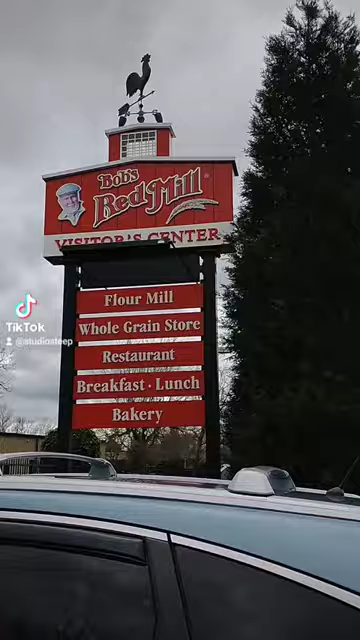 Bob's
Red Mill®
VISITOR'S CENTER
Flour Mill
Whole Grain Store
Restaurant
Breakfast · Lunch
Bakery
TikTok
@studiosteep